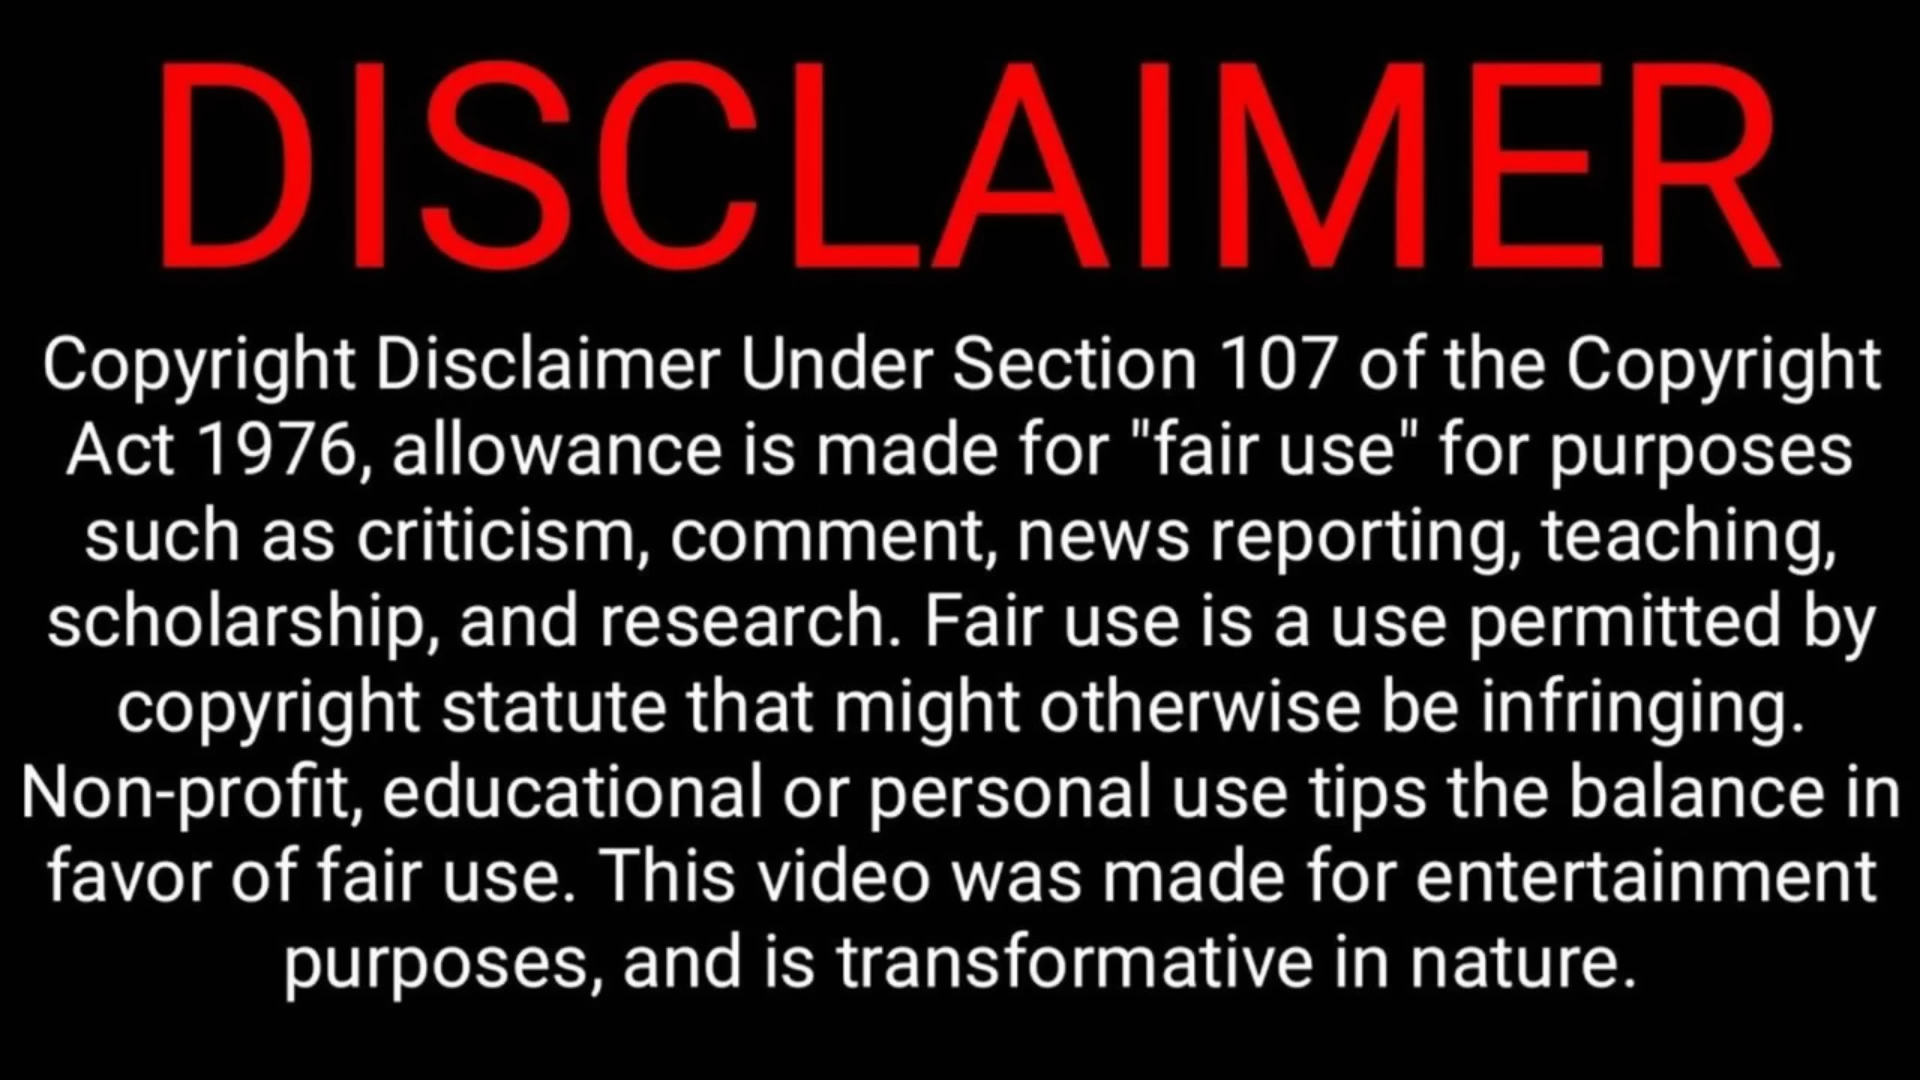 DISCLAIMER
Copyright Disclaimer Under Section 107 of the Copyright
Act 1976, allowance is made for "fair use" for purposes
such as criticism, comment, news reporting, teaching,
scholarship, and research. Fair use is a use permitted by
copyright statute that might otherwise be infringing.
Non-profit, educational or personal use tips the balance in
favor of fair use. This video was made for entertainment
purposes, and is transformative in nature.